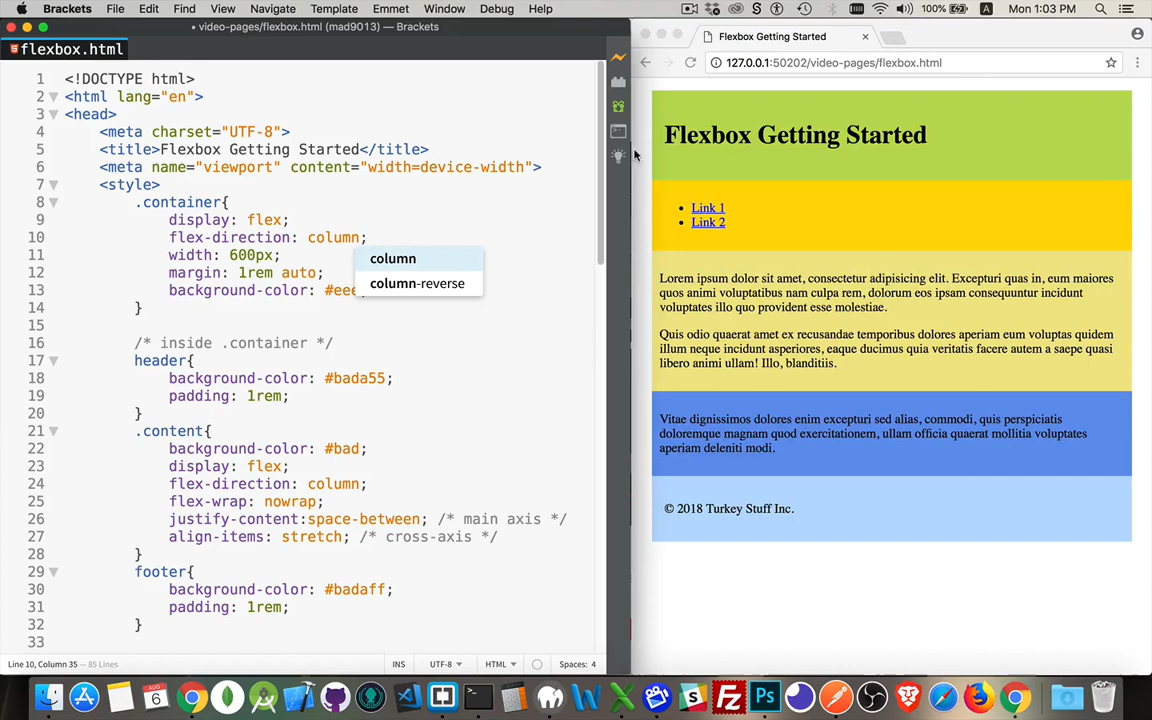 Brackets File Edit Find View Navigate Window Template Emmet Window Debug Help 100% Mon 1:03 PM
• video-pages/flexbox.html (mad9013) — Brackets
flexbox.html
1 <!DOCTYPE html>
2 <html lang="en">
3 <head>
4 <meta charset="UTF-8">
5 <title>Flexbox Getting Started</title>
6 <meta name="viewport" content="width=device-width">
7 <style>
8 .container{
9 display: flex;
10 flex-direction: column;
11 width: 600px;
12 margin: 1rem auto;
13 background-color: #eee;
14 }
15
16 /* inside .container */
17 header{
18 background-color: #bada55;
19 padding: 1rem;
20 }
21 .content{
22 background-color: #bad;
23 display: flex;
24 flex-direction: column;
25 flex-wrap: nowrap;
26 justify-content:space-between; /* main axis */
27 align-items: stretch; /* cross-axis */
28 }
29 footer{
30 background-color: #badaff;
31 padding: 1rem;
32 }
33
column
column-reverse
Line 10, Column 35 — 85 Lines INS UTF-8 HTML Spaces: 4
Flexbox Getting Started
127.0.0.1:50202/video-pages/flexbox.html
Flexbox Getting Started
• Link 1
• Link 2
Lorem ipsum dolor sit amet, consectetur adipisicing elit. Excepturi quas in, eum maiores
quos animi voluptatibus nam culpa rem, dolorum eos ipsam consequuntur incidunt
voluptates illo quo provident esse molestiae.
Quis odio quaerat amet ex recusandae temporibus dolores aperiam eum voluptas quidem
illum neque incidunt asperiores, eaque ducimus quia veritatis facere autem a saepe quasi
libero animi ullam! Illo, blanditiis.
Vitae dignissimos dolores enim excepturi sed alias, commodi, quis perspiciatis
doloremque magnam quod exercitationem, ullam officia quaerat mollitia voluptates
aperiam deleniti modi.
© 2018 Turkey Stuff Inc.